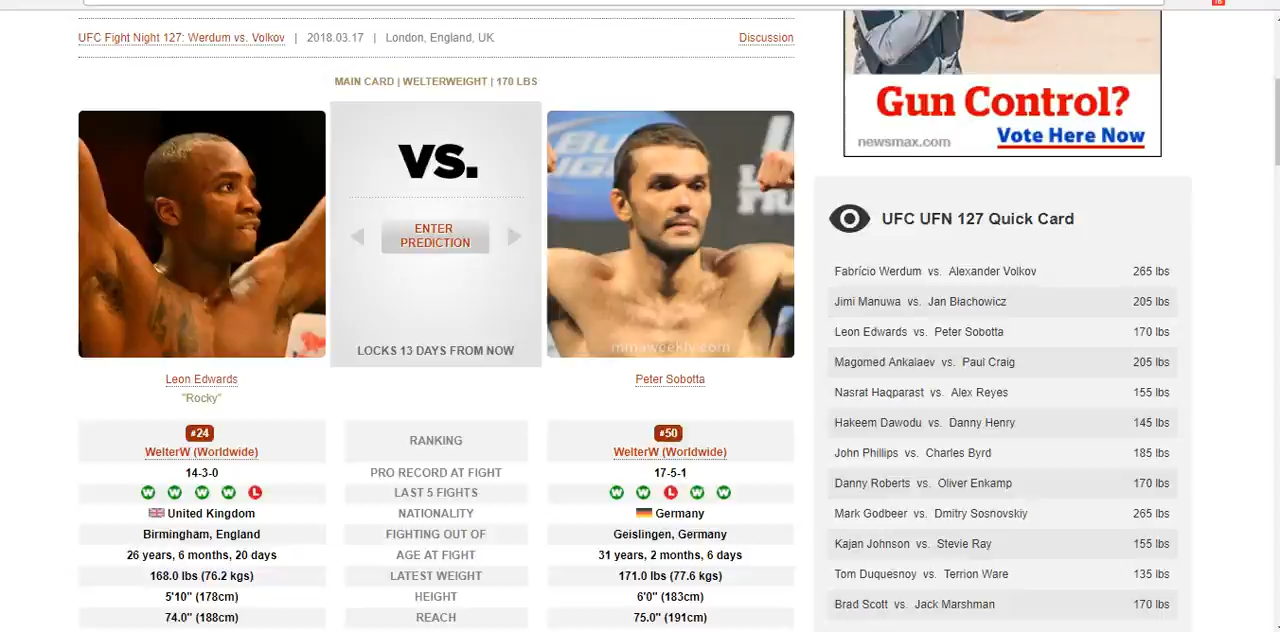 UFC Fight Night 127: Werdum vs. Volkov | 2018.03.17 | London, England, UK Discussion
MAIN CARD | WELTERWEIGHT | 170 LBS
VS.
ENTER
PREDICTION
LOCKS 13 DAYS FROM NOW
mmaweekly.com
Leon Edwards
"Rocky"
Peter Sobotta
#24 RANKING #50
WelterW (Worldwide) WelterW (Worldwide)
14-3-0 PRO RECORD AT FIGHT 17-5-1
W W W W L LAST 5 FIGHTS W W L W W
United Kingdom NATIONALITY Germany
Birmingham, England FIGHTING OUT OF Geislingen, Germany
26 years, 6 months, 20 days AGE AT FIGHT 31 years, 2 months, 6 days
168.0 lbs (76.2 kgs) LATEST WEIGHT 171.0 lbs (77.6 kgs)
5'10" (178cm) HEIGHT 6'0" (183cm)
74.0" (188cm) REACH 75.0" (191cm)
Gun Control?
newsmax.com Vote Here Now
UFC UFN 127 Quick Card
Fabrício Werdum vs. Alexander Volkov 265 lbs
Jimi Manuwa vs. Jan Błachowicz 205 lbs
Leon Edwards vs. Peter Sobotta 170 lbs
Magomed Ankalaev vs. Paul Craig 205 lbs
Nasrat Haqparast vs. Alex Reyes 155 lbs
Hakeem Dawodu vs. Danny Henry 145 lbs
John Phillips vs. Charles Byrd 185 lbs
Danny Roberts vs. Oliver Enkamp 170 lbs
Mark Godbeer vs. Dmitry Sosnovskiy 265 lbs
Kajan Johnson vs. Stevie Ray 155 lbs
Tom Duquesnoy vs. Terrion Ware 135 lbs
Brad Scott vs. Jack Marshman 170 lbs